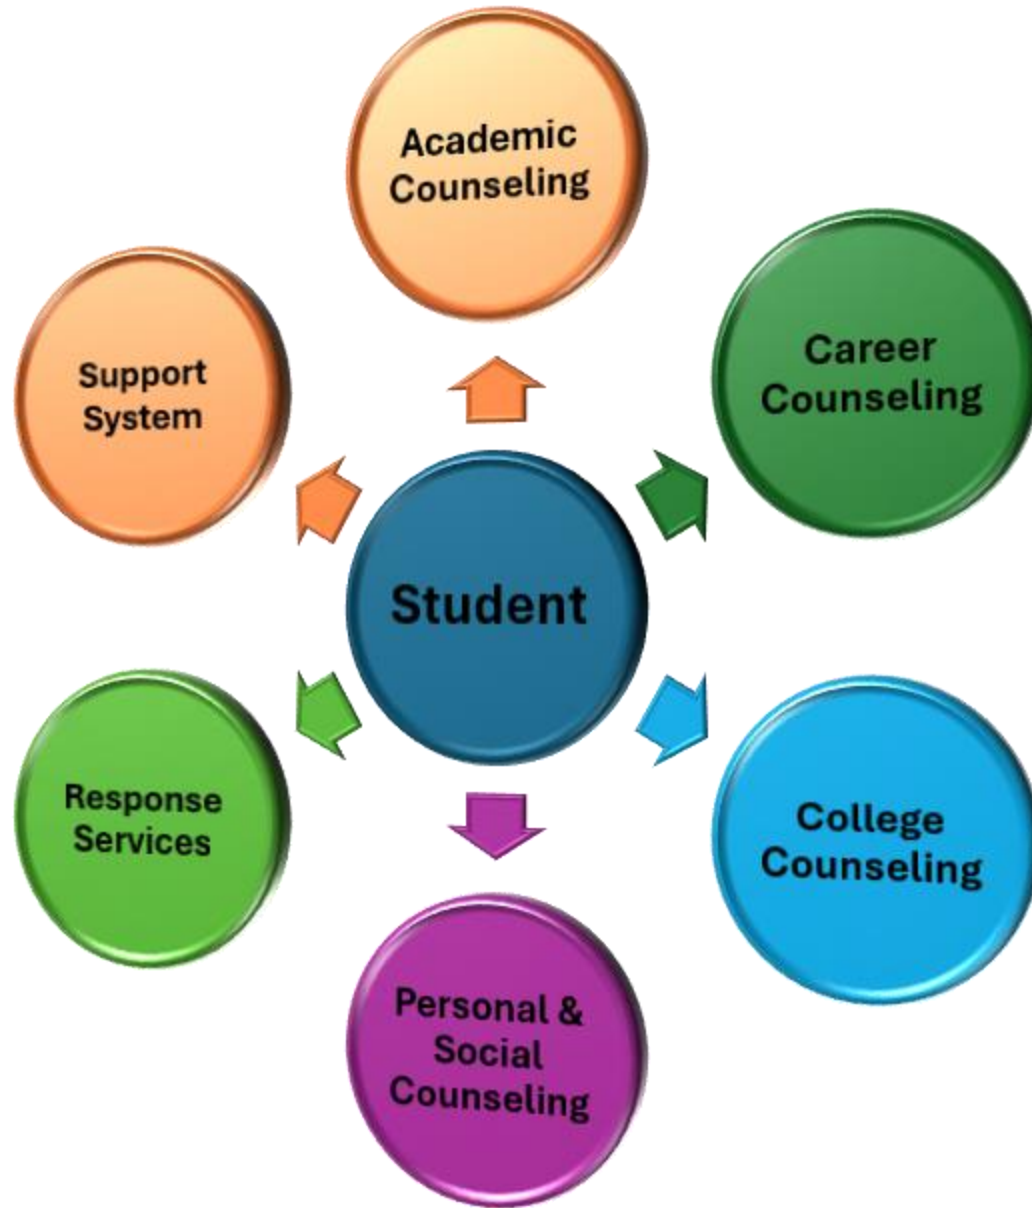 Academic
Counseling
Career
Counseling
College
Counseling
Personal &
Social
Counseling
Response
Services
Support
System
Student